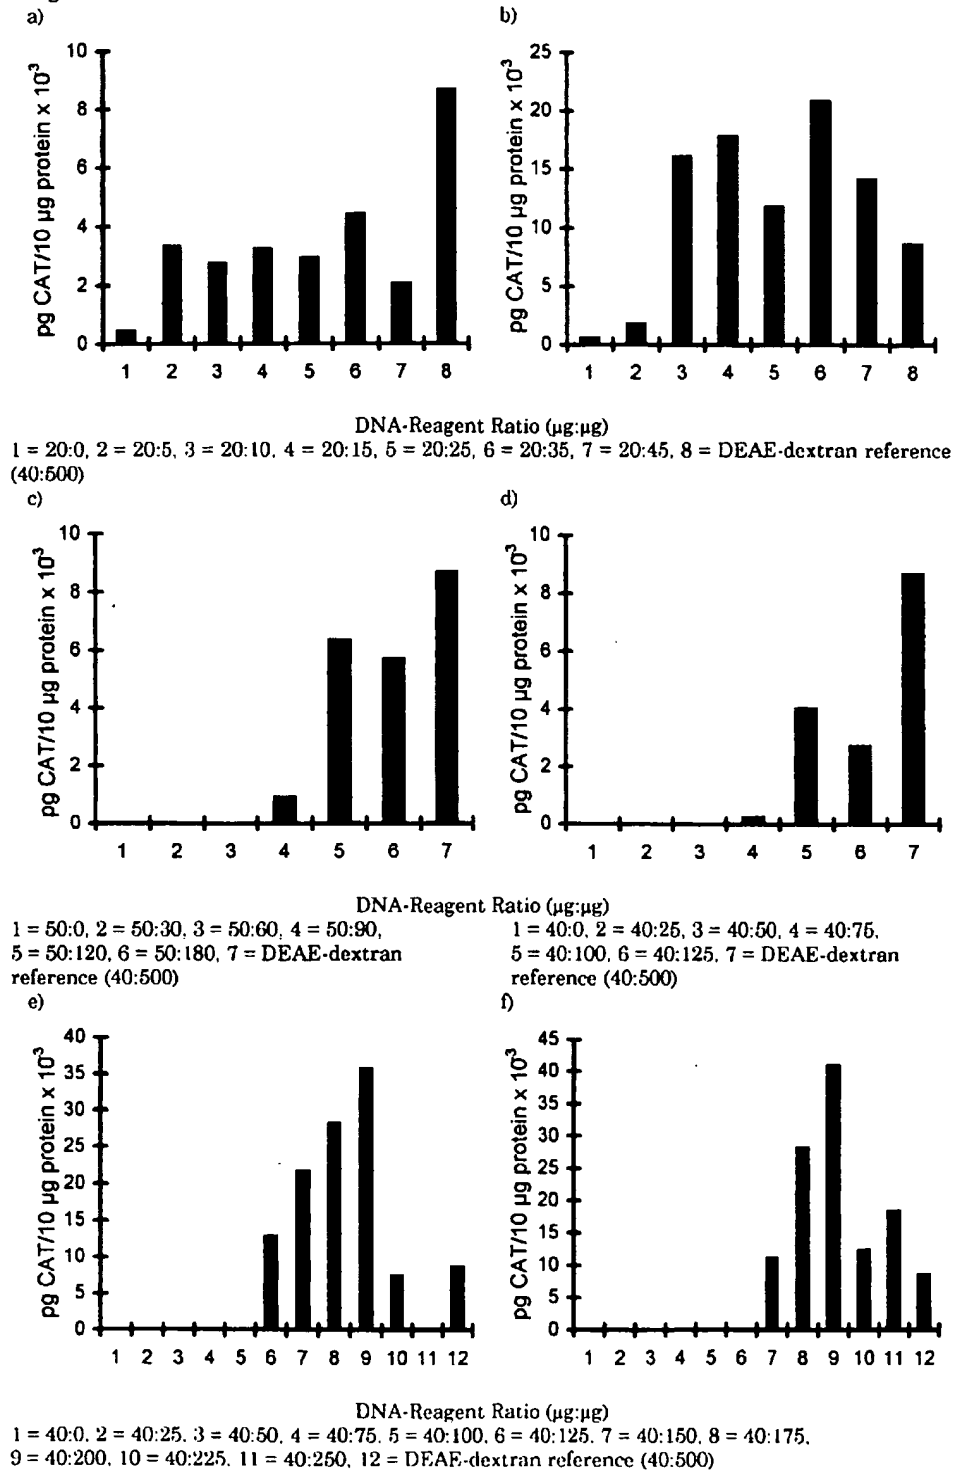 a)
b)
pg CAT/10 µg protein x 10³
10
8
6
4
2
0
1 2 3 4 5 6 7 8
pg CAT/10 µg protein x 10³
25
20
15
10
5
0
1 2 3 4 5 6 7 8
DNA-Reagent Ratio (µg:µg)
1 = 20:0, 2 = 20:5, 3 = 20:10, 4 = 20:15, 5 = 20:25, 6 = 20:35, 7 = 20:45, 8 = DEAE-dextran reference
(40:500)
c)
d)
pg CAT/10 µg protein x 10³
10
8
6
4
2
0
1 2 3 4 5 6 7
pg CAT/10 µg protein x 10³
10
8
6
4
2
0
1 2 3 4 5 6 7
DNA-Reagent Ratio (µg:µg)
1 = 50:0, 2 = 50:30, 3 = 50:60, 4 = 50:90,
5 = 50:120, 6 = 50:180, 7 = DEAE-dextran
reference (40:500)
1 = 40:0, 2 = 40:25, 3 = 40:50, 4 = 40:75,
5 = 40:100, 6 = 40:125, 7 = DEAE-dextran
reference (40:500)
e)
f)
pg CAT/10 µg protein x 10³
40
35
30
25
20
15
10
5
0
1 2 3 4 5 6 7 8 9 10 11 12
pg CAT/10 µg protein x 10³
45
40
35
30
25
20
15
10
5
0
1 2 3 4 5 6 7 8 9 10 11 12
DNA-Reagent Ratio (µg:µg)
1 = 40:0, 2 = 40:25, 3 = 40:50, 4 = 40:75, 5 = 40:100, 6 = 40:125, 7 = 40:150, 8 = 40:175,
9 = 40:200, 10 = 40:225, 11 = 40:250, 12 = DEAE-dextran reference (40:500)